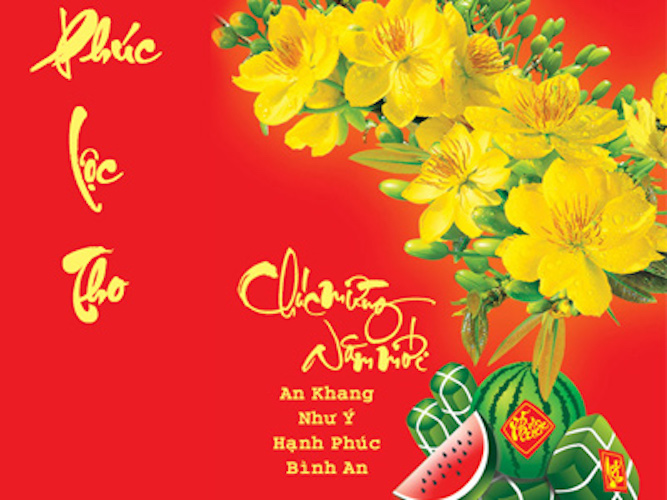 Phúc
Lộc
Thọ
Chúc mừng
Năm mới
An Khang
Như Ý
Hạnh Phúc
Bình An